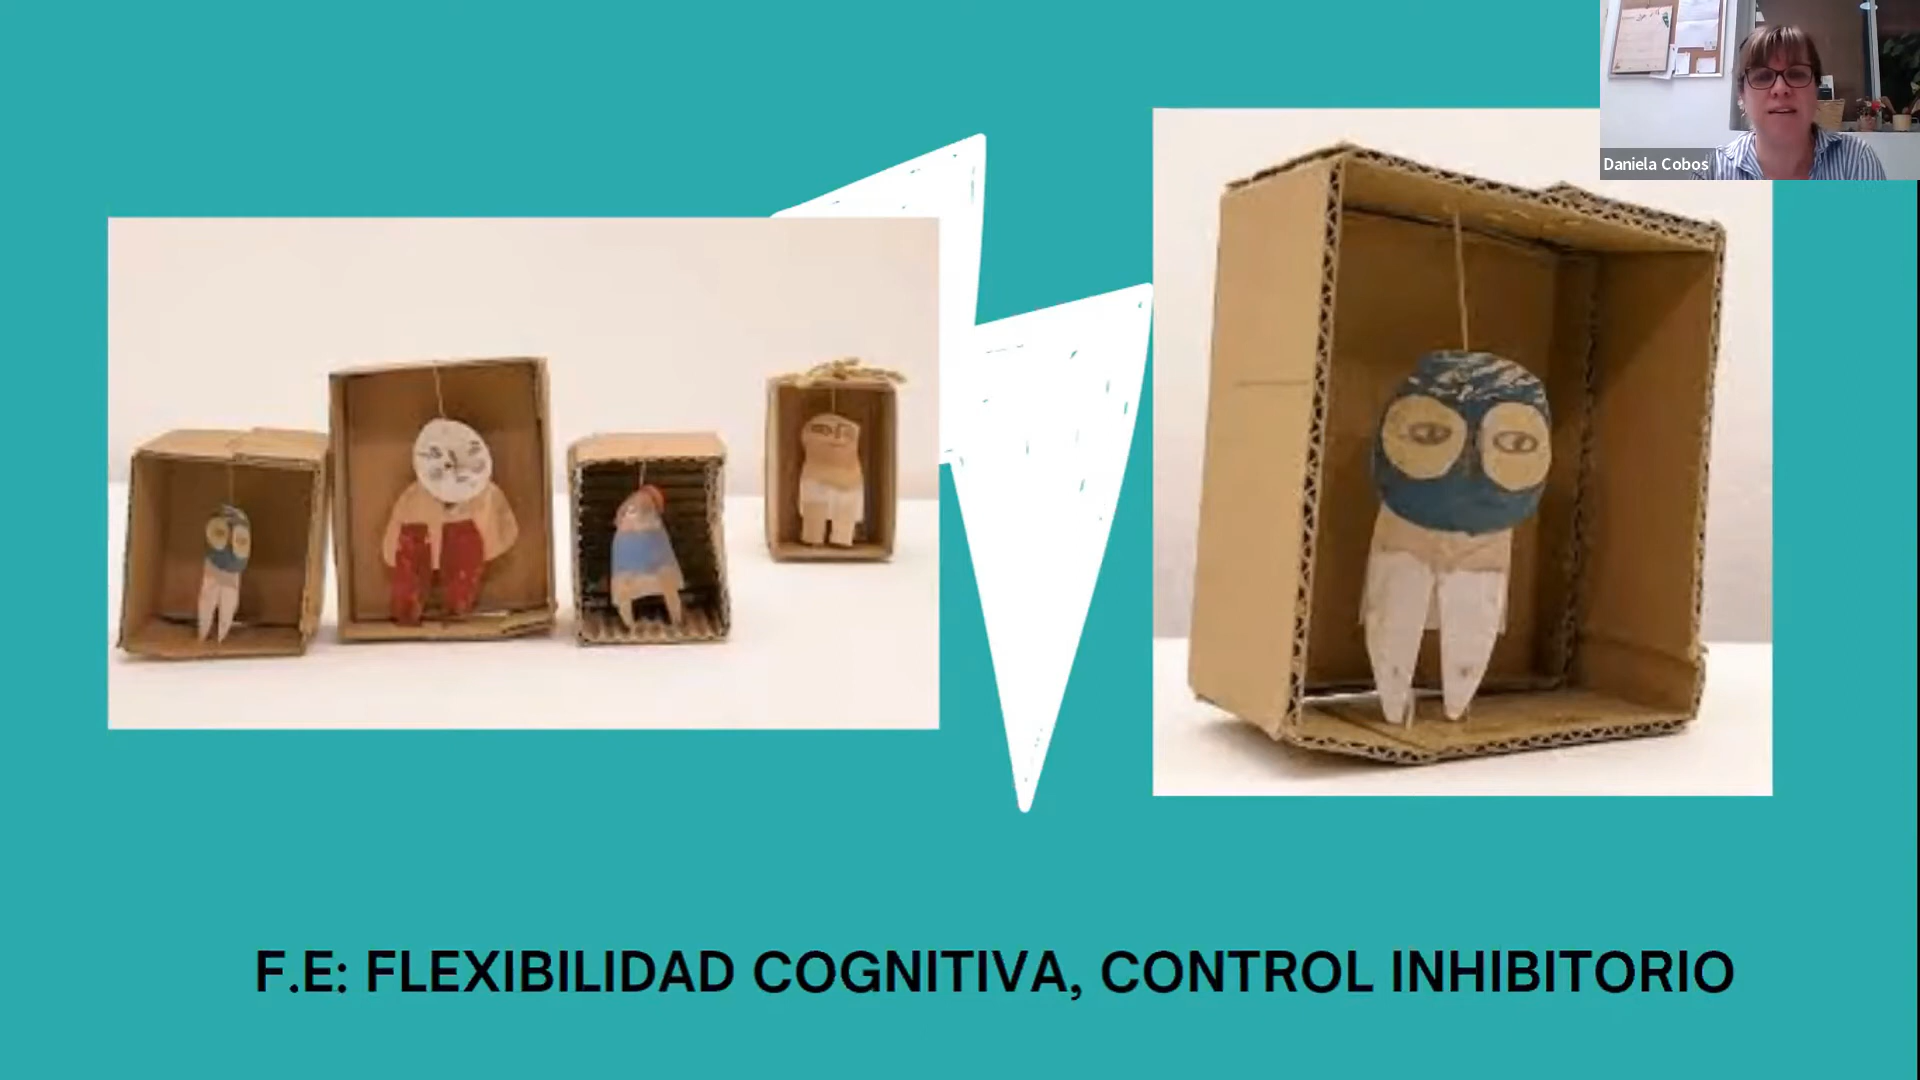 Daniela Cobos
F.E: FLEXIBILIDAD COGNITIVA, CONTROL INHIBITORIO